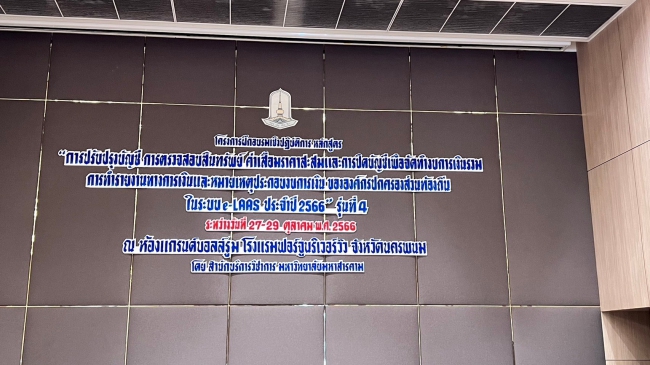 โครงการฝึกอบรมเชิงปฏิบัติการ หลักสูตร
“การปรับปรุงบัญชี การตรวจสอบสินทรัพย์ ค่าเสื่อมราคาสะสมและการปิดบัญชีเพื่อจัดทำงบการเงินรวม
การทำรายงานทางการเงินและหมายเหตุประกอบงบการเงิน ขององค์กรปกครองส่วนท้องถิ่น
ในระบบ e-LAAS ประจำปี 2566” รุ่นที่ 4
ระหว่างวันที่ 27-29 ตุลาคม พ.ศ. 2566
ณ ห้องแกรนด์บอลลรูม โรงแรมฟอร์จูนริเวอร์วิว จังหวัดนครพนม
โดย สำนักบริการวิชาการ มหาวิทยาลัยมหาสารคาม